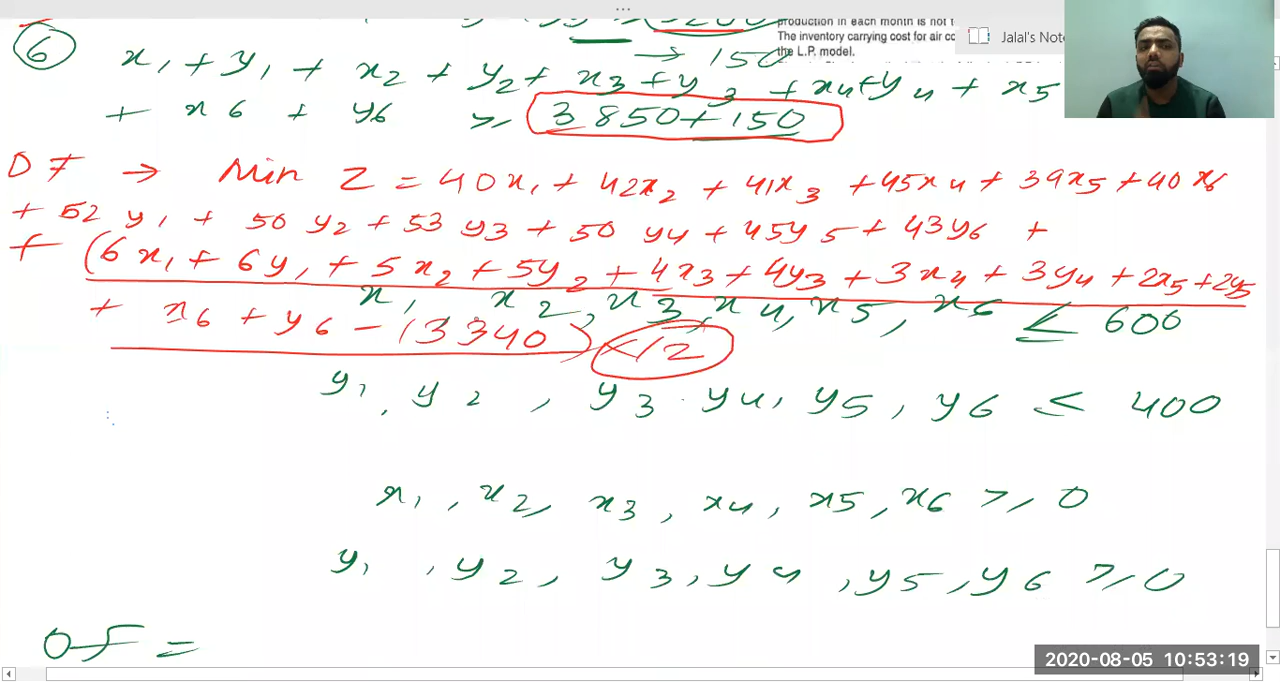 production in each month is not
The inventory carrying cost for air co
the L.P. model.
Jalal's Note
→ 150
6
x1 + y1 + x2 + y2 + x3 + y3 + x4 + y4 + x5
+ x6 + y6 >, 3850 + 150
OF → Min Z = 40x1 + 42x2 + 41x3 + 45x4 + 39x5 + 40x6
+ 52y1 + 50y2 + 53y3 + 50y4 + 45y5 + 43y6 +
(6x1 + 6y1 + 5x2 + 5y2 + 4x3 + 4y3 + 3x4 + 3y4 + 2x5 + 2y5
+ x6 + y6 - 13340) × 12
x1, x2, x3, x4, x5, x6 ≤ 600
y1, y2, y3 y4, y5, y6 ≤ 400
x1, x2, x3, x4, x5, x6 >, 0
y1, y2, y3, y4, y5, y6 >, 0
OF =
2020-08-05 10:53:19